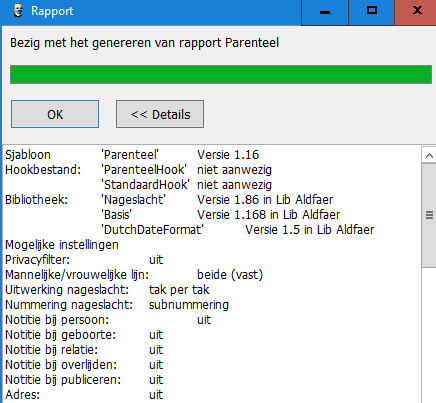 Rapport
Bezig met het genereren van rapport Parenteel
OK
<< Details
Sjabloon 'Parenteel' Versie 1.16
Hookbestand: 'ParenteelHook' niet aanwezig
'StandaardHook' niet aanwezig
Bibliotheek: 'Nageslacht' Versie 1.86 in Lib Aldfaer
'Basis' Versie 1.168 in Lib Aldfaer
'DutchDateFormat' Versie 1.5 in Lib Aldfaer
Mogelijke instellingen
Privacyfilter: uit
Mannelijke/vrouwelijke lijn: beide (vast)
Uitwerking nageslacht: tak per tak
Nummering nageslacht: subnummering
Notitie bij persoon: uit
Notitie bij geboorte: uit
Notitie bij relatie: uit
Notitie bij overlijden: uit
Notitie bij publiceren: uit
Adres: uit